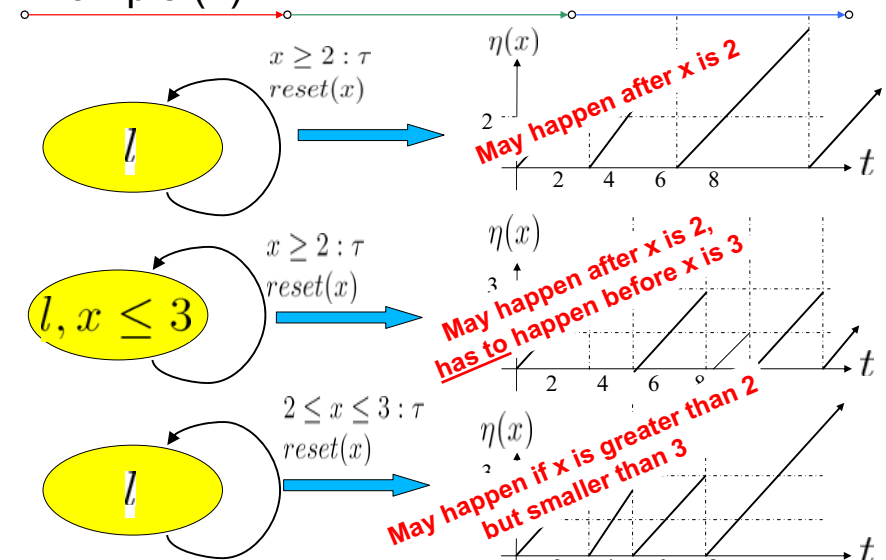 x ≥ 2 : τ
reset(x)
l
η(x)
2
May happen after x is 2
2 4 6 8
t
x ≥ 2 : τ
reset(x)
l, x ≤ 3
η(x)
3
May happen after x is 2,
has to happen before x is 3
2 4 6
t
2 ≤ x ≤ 3 : τ
reset(x)
l
η(x)
May happen if x is greater than 2
but smaller than 3
t